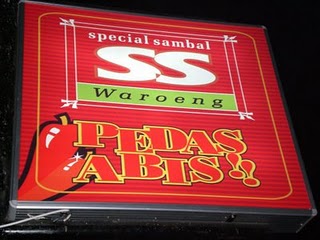 special sambal
SS
Waroeng
PEDAS
ABIS!!